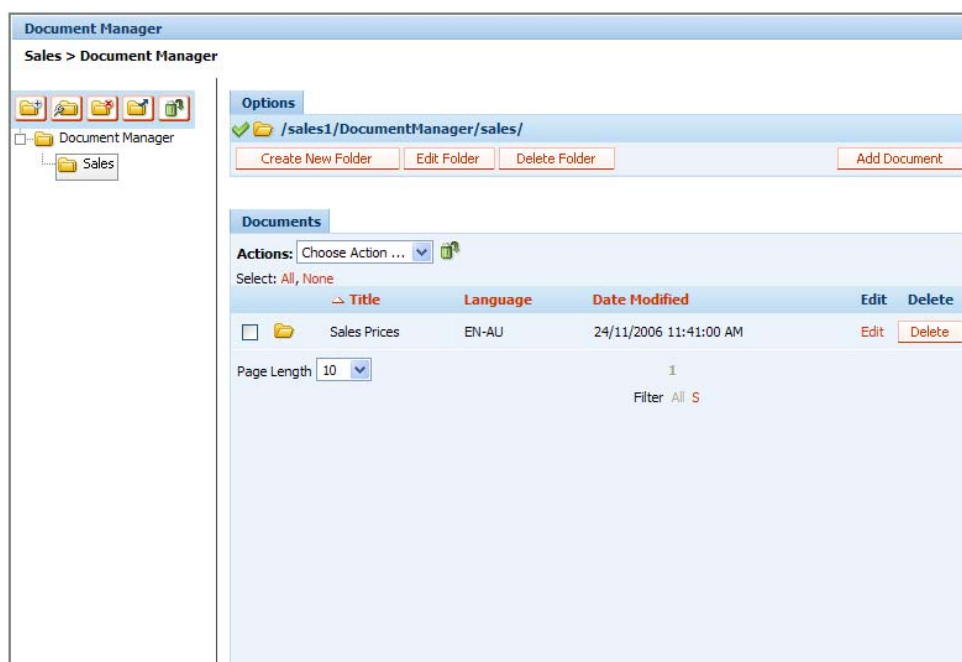 Document Manager
Sales > Document Manager
Document Manager
Sales
Options
/sales1/DocumentManager/sales/
Create New Folder Edit Folder Delete Folder Add Document
Documents
Actions: Choose Action ...
Select: All, None
Title Language Date Modified Edit Delete
Sales Prices EN-AU 24/11/2006 11:41:00 AM Edit Delete
Page Length 10 1
Filter All S